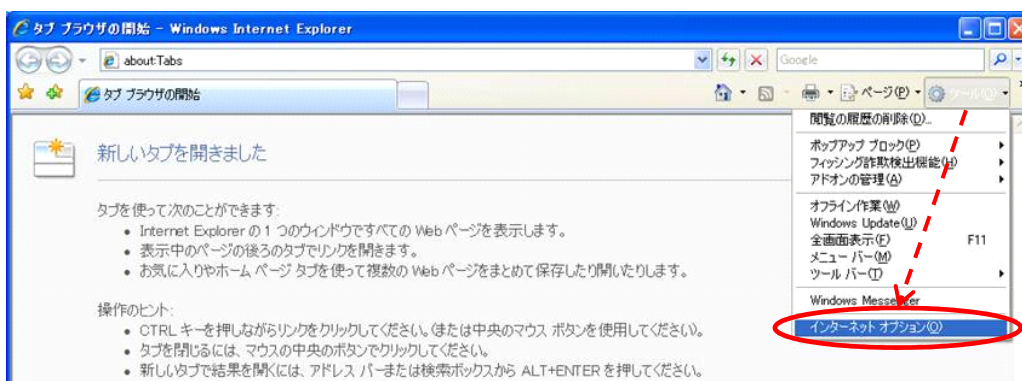 タブ ブラウザの開始 - Windows Internet Explorer
about:Tabs
Google
タブ ブラウザの開始
ページ(P)
ツール(O)
新しいタブを開きました
タブを使って次のことができます:
• Internet Explorer の 1 つのウィンドウですべての Web ページを表示します。
• 表示中のページの後ろのタブでリンクを開きます。
• お気に入りやホーム ページ タブを使って複数の Web ページをまとめて保存したり開いたりします。
操作のヒント:
• CTRL キーを押しながらリンクをクリックしてください。(または中央のマウス ボタンを使用してください)。
• タブを閉じるには、マウスの中央のボタンでクリックしてください。
• 新しいタブで結果を開くには、アドレス バーまたは検索ボックスから ALT+ENTER を押してください。
閲覧の履歴の削除(D)...
ポップアップ ブロック(P)
フィッシング詐欺検出機能(H)
アドオンの管理(A)
オフライン作業(W)
Windows Update(U)
全画面表示(F) F11
メニュー バー(M)
ツール バー(T)
Windows Messenger
インターネット オプション(O)